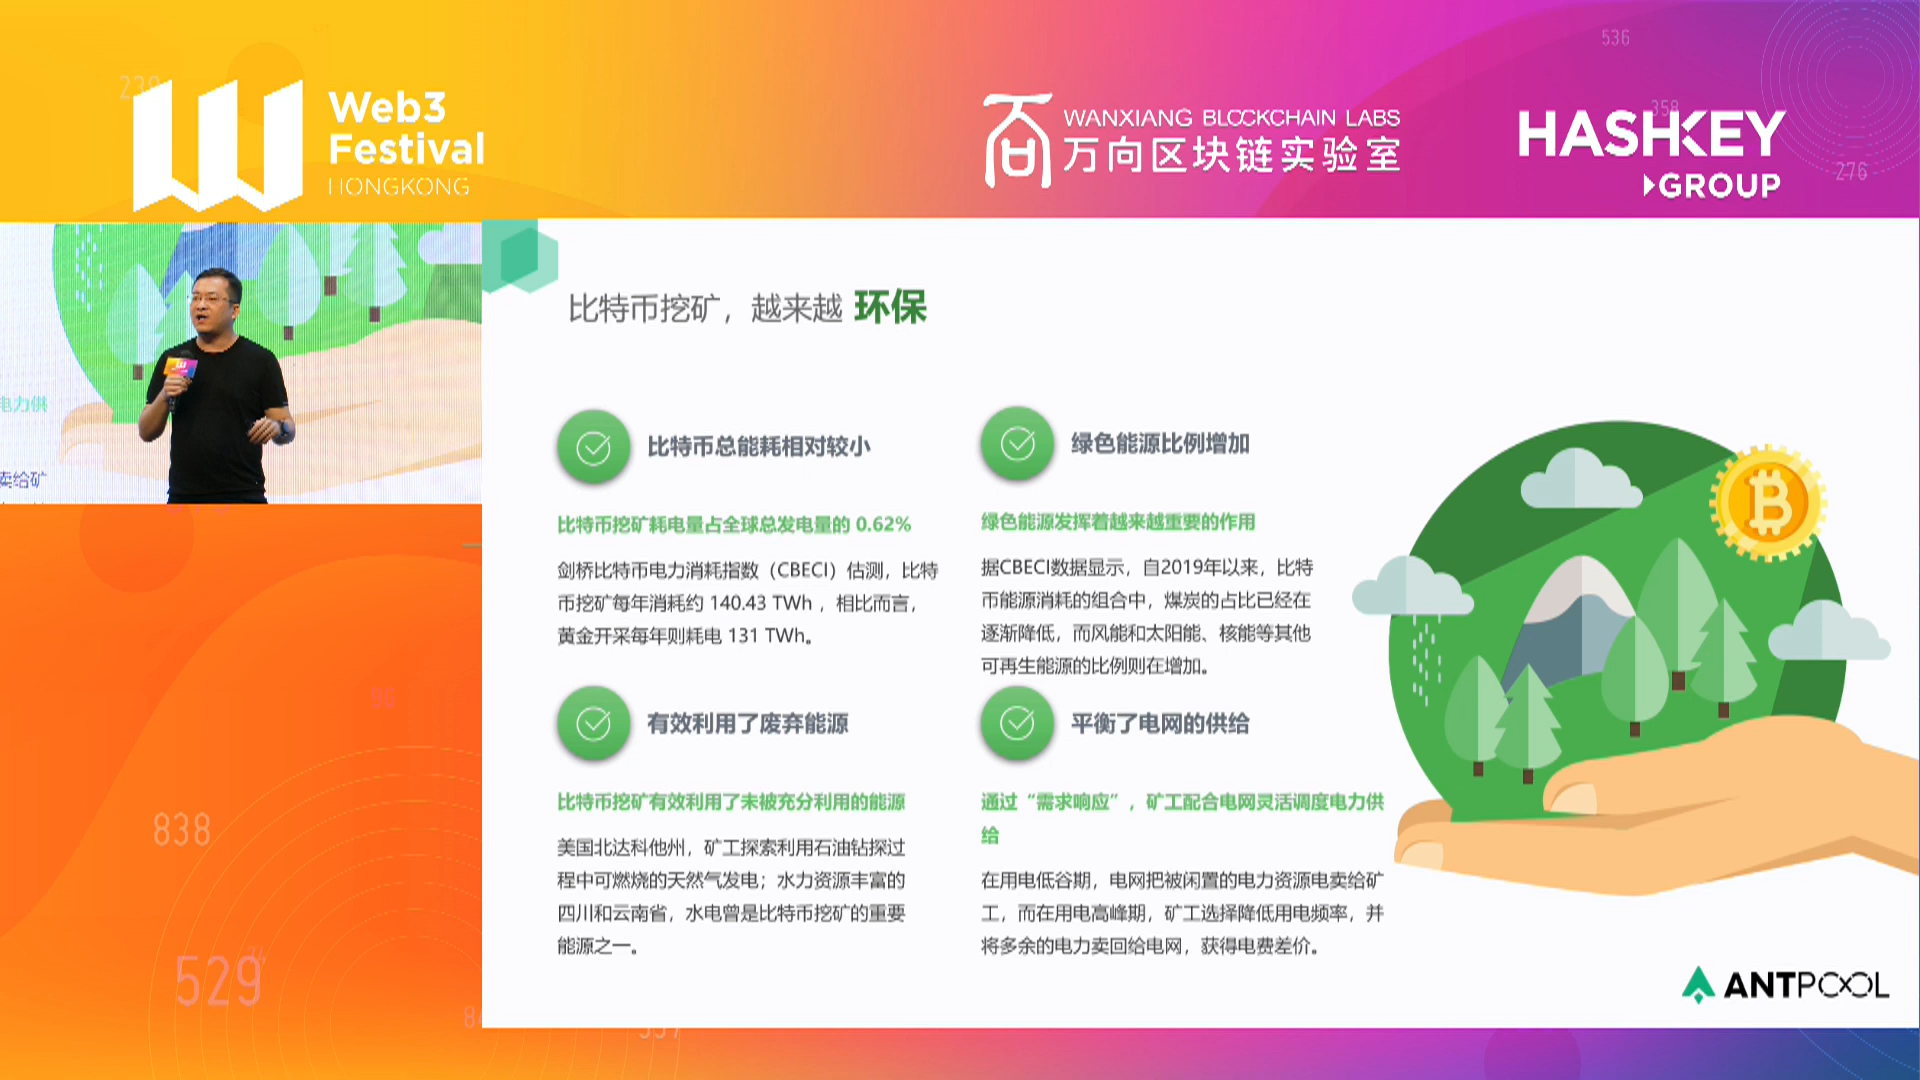 Web3
Festival
HONGKONG
WANXIANG BLOCKCHAIN LABS
万向区块链实验室
HASHKEY
GROUP
536
358
276
电力供
卖给矿
838
529
比特币挖矿，越来越 环保
比特币总能耗相对较小
比特币挖矿耗电量占全球总发电量的 0.62%
剑桥比特币电力消耗指数（CBECI）估测，比特
币挖矿每年消耗约 140.43 TWh ，相比而言，
黄金开采每年则耗电 131 TWh。
绿色能源比例增加
绿色能源发挥着越来越重要的作用
据CBECI数据显示，自2019年以来，比特
币能源消耗的组合中，煤炭的占比已经在
逐渐降低，而风能和太阳能、核能等其他
可再生能源的比例则在增加。
有效利用了废弃能源
比特币挖矿有效利用了未被充分利用的能源
美国北达科他州，矿工探索利用石油钻探过
程中可燃烧的天然气发电；水力资源丰富的
四川和云南省，水电曾是比特币挖矿的重要
能源之一。
平衡了电网的供给
通过“需求响应”，矿工配合电网灵活调度电力供
给
在用电低谷期，电网把被闲置的电力资源电卖给矿
工，而在用电高峰期，矿工选择降低用电频率，并
将多余的电力卖回给电网，获得电费差价。
ANTPOOL